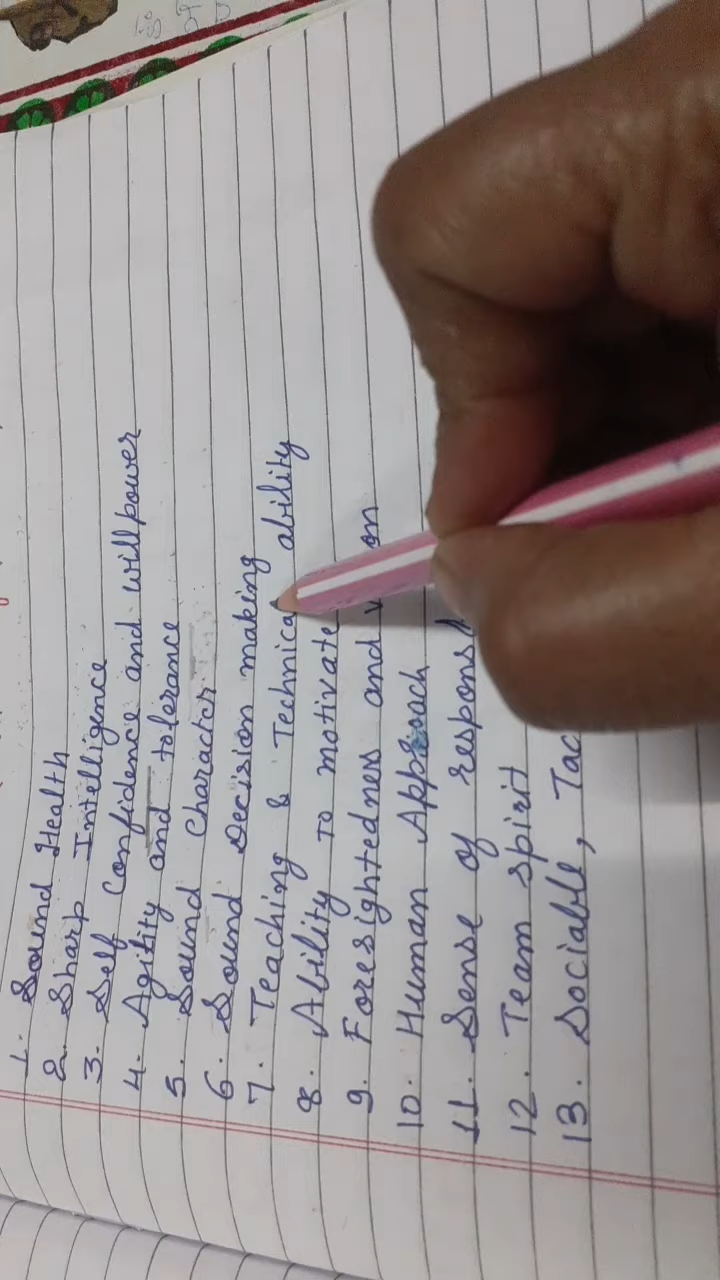 1. Sound Health
2. Sharp Intelligence
3. Self Confidence and willpower
4. Agility and tolerance
5. Sound Character
6. Sound Decision making
7. Teaching & Technical ability
8. Ability To motivate
9. Foresightedness and
10. Human Approach
11. Sense of
12. Team spirit
13. Sociable,